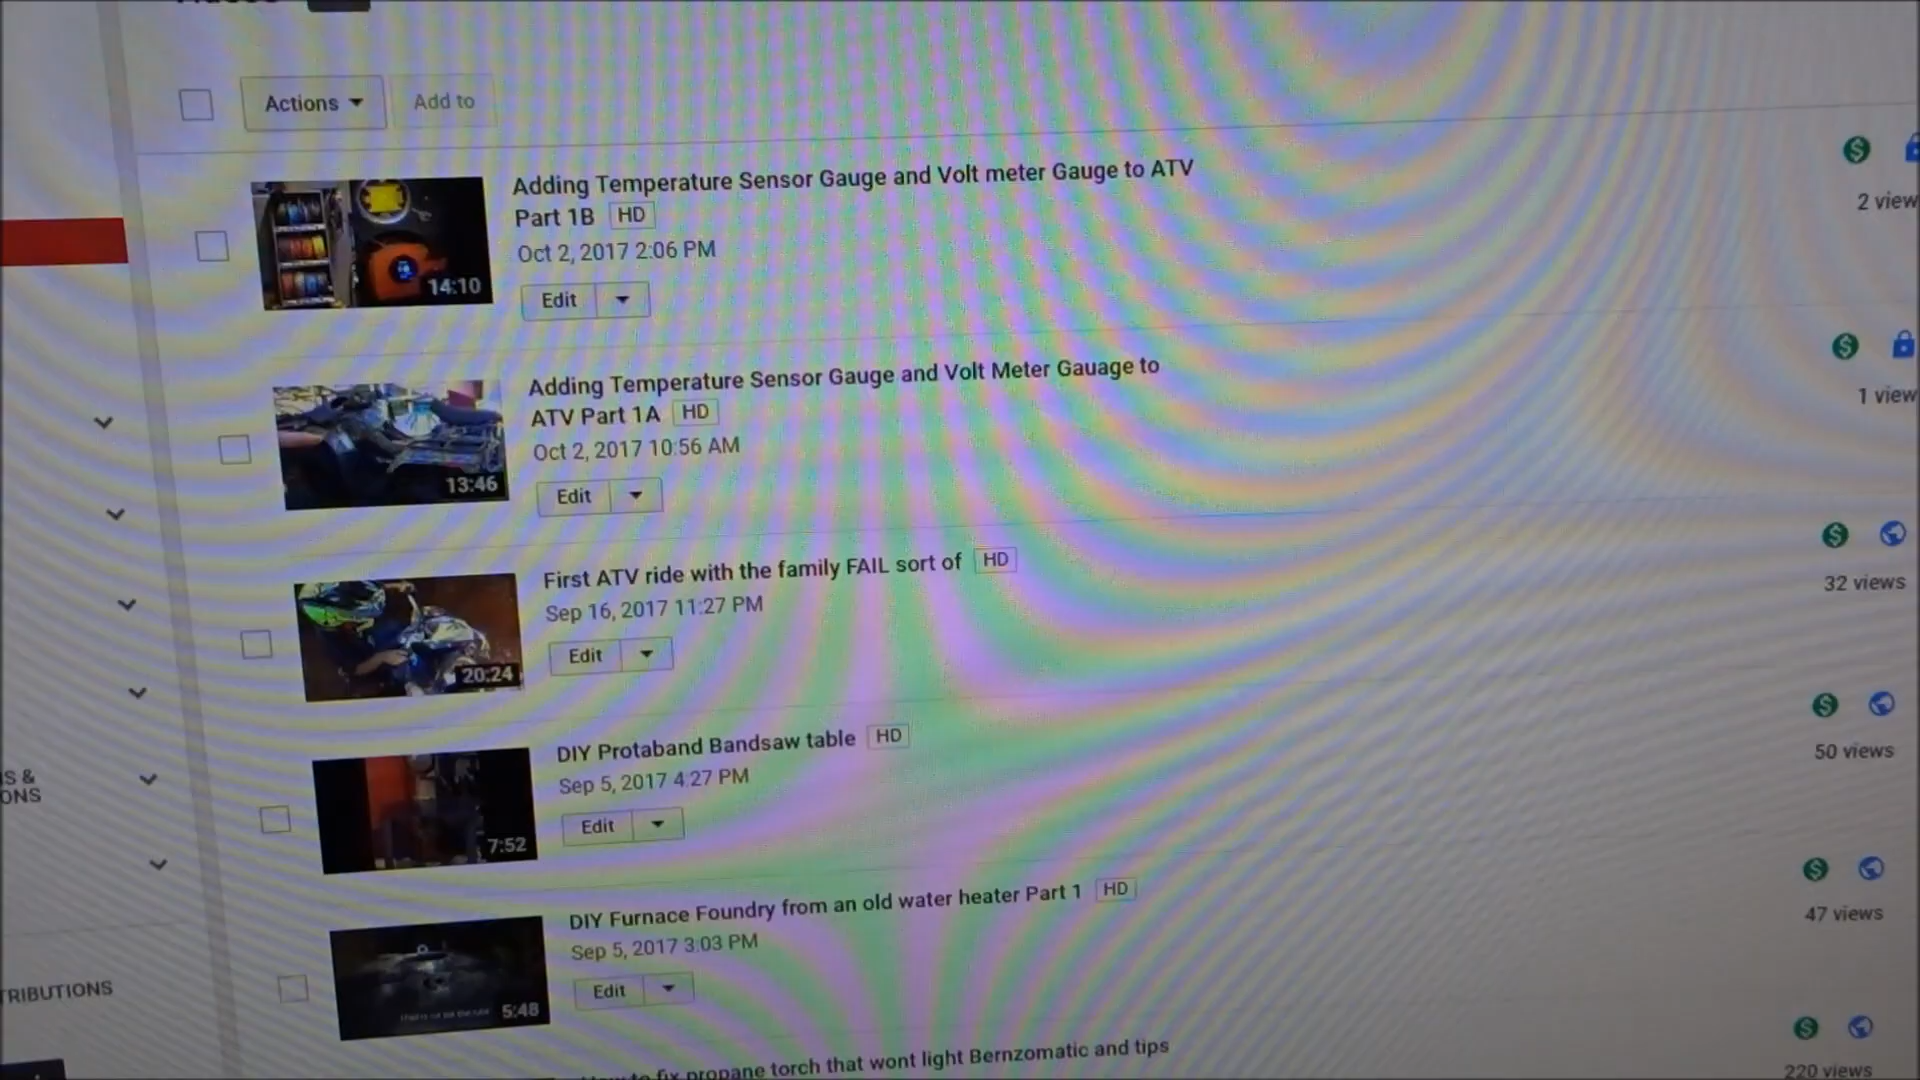 Actions
Add to
Adding Temperature Sensor Gauge and Volt meter Gauge to ATV
Part 1B HD
Oct 2, 2017 2:06 PM
14:10
Edit
2 view
Adding Temperature Sensor Gauge and Volt Meter Gauage to
ATV Part 1A HD
Oct 2, 2017 10:56 AM
13:46
Edit
1 view
First ATV ride with the family FAIL sort of HD
Sep 16, 2017 11:27 PM
20:24
Edit
32 views
DIY Protaband Bandsaw table HD
Sep 5, 2017 4:27 PM
7:52
Edit
50 views
S &
ONS
DIY Furnace Foundry from an old water heater Part 1 HD
Sep 5, 2017 3:03 PM
5:48
Edit
47 views
TRIBUTIONS
to fix propane torch that wont light Bernzomatic and tips
220 views